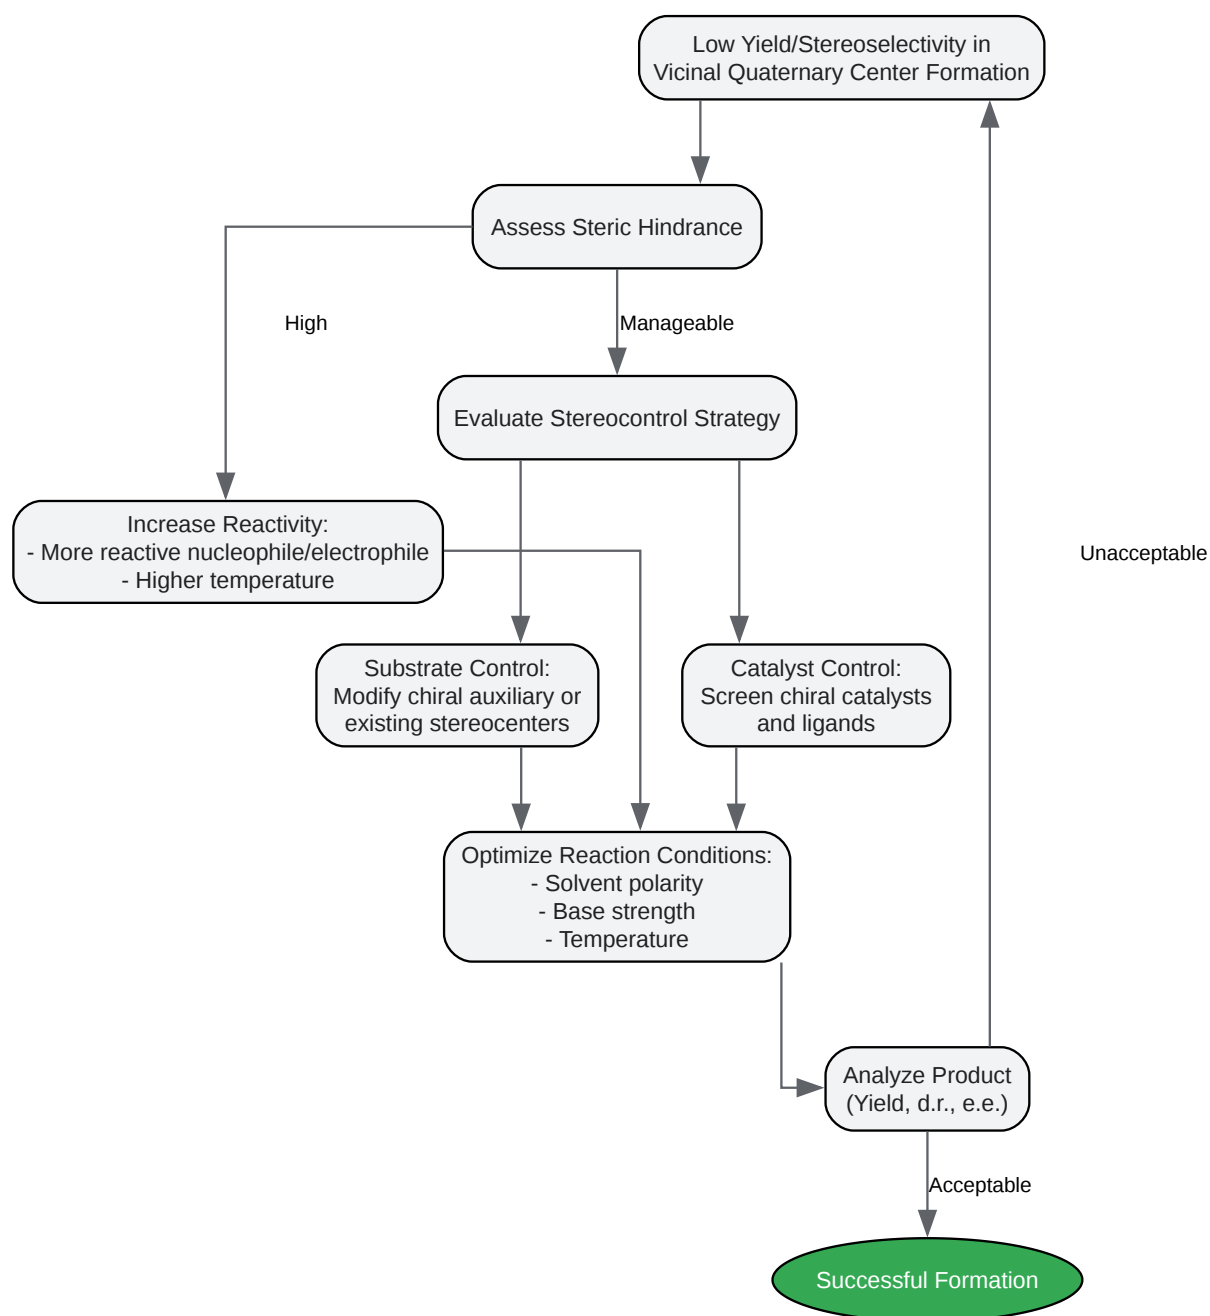 Low Yield/Stereoselectivity in
Vicinal Quaternary Center Formation
Assess Steric Hindrance
High
Manageable
Evaluate Stereocontrol Strategy
Increase Reactivity:
- More reactive nucleophile/electrophile
- Higher temperature
Unacceptable
Substrate Control:
Modify chiral auxiliary or
existing stereocenters
Catalyst Control:
Screen chiral catalysts
and ligands
Optimize Reaction Conditions:
- Solvent polarity
- Base strength
- Temperature
Analyze Product
(Yield, d.r., e.e.)
Acceptable
Successful Formation